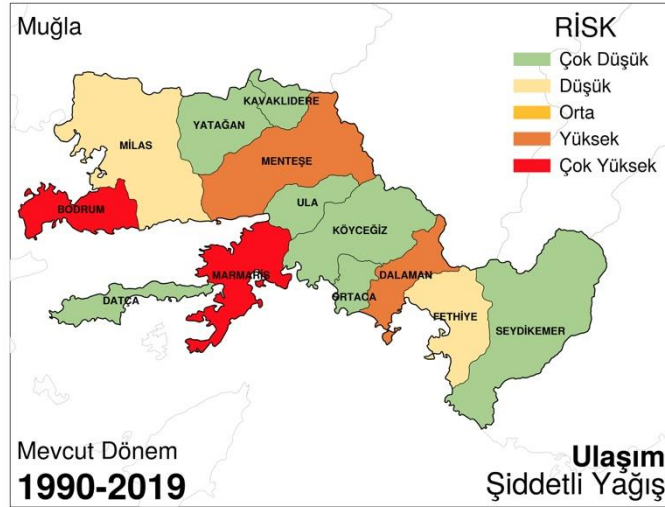 Muğla
RİSK
Çok Düşük
Düşük
Orta
Yüksek
Çok Yüksek
KAVAKLIDERE
YATAĞAN
MİLAS
MENTEŞE
BODRUM
ULA
KÖYCEĞİZ
MARMARİS
DALAMAN
DATÇA
ORTACA
FETHİYE
SEYDİKEMER
Mevcut Dönem
1990-2019
Ulaşım
Şiddetli Yağış